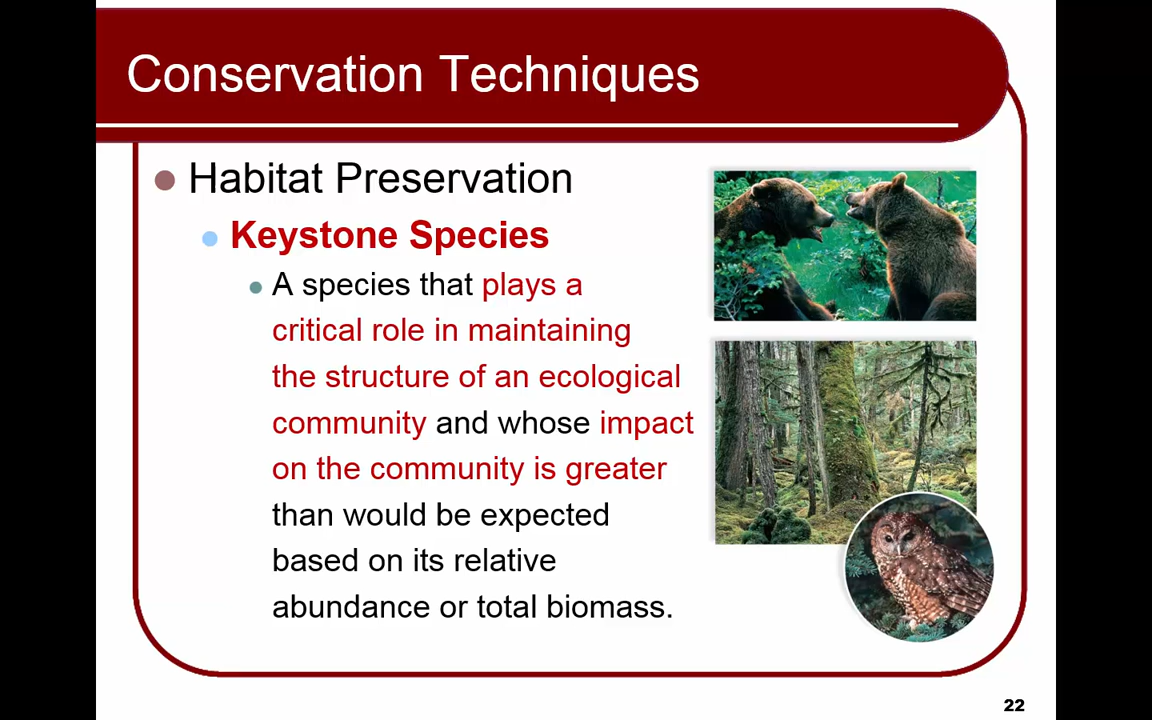 Conservation Techniques
Habitat Preservation
Keystone Species
A species that plays a
critical role in maintaining
the structure of an ecological
community and whose impact
on the community is greater
than would be expected
based on its relative
abundance or total biomass.
22